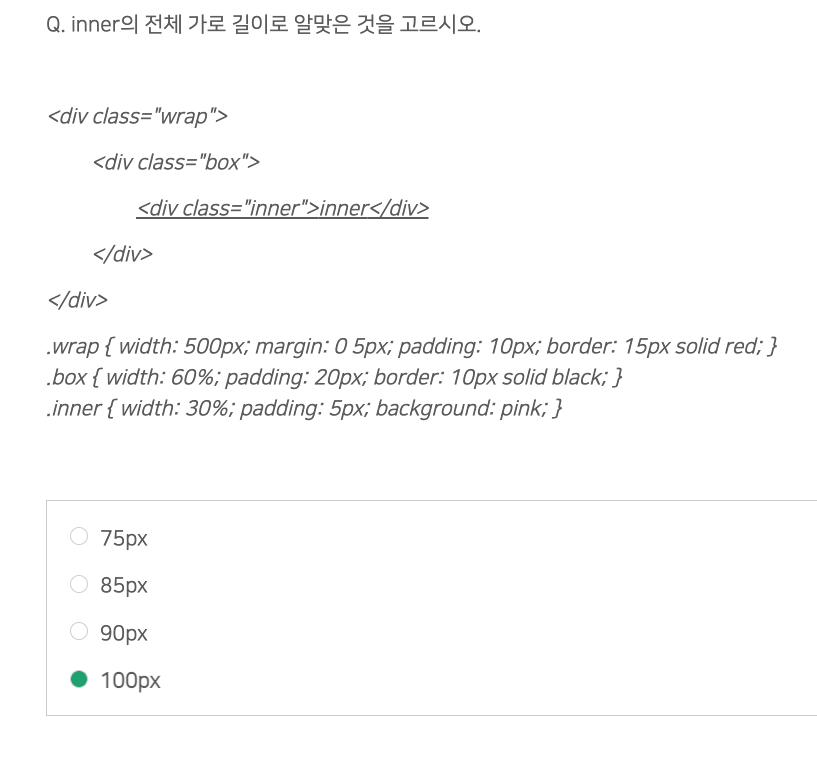 Q. inner의 전체 가로 길이로 알맞은 것을 고르시오.
<div class="wrap">
<div class="box">
<div class="inner">inner</div>
</div>
</div>
.wrap { width: 500px; margin: 0 5px; padding: 10px; border: 15px solid red; }
.box { width: 60%; padding: 20px; border: 10px solid black; }
.inner { width: 30%; padding: 5px; background: pink; }
75px
85px
90px
100px